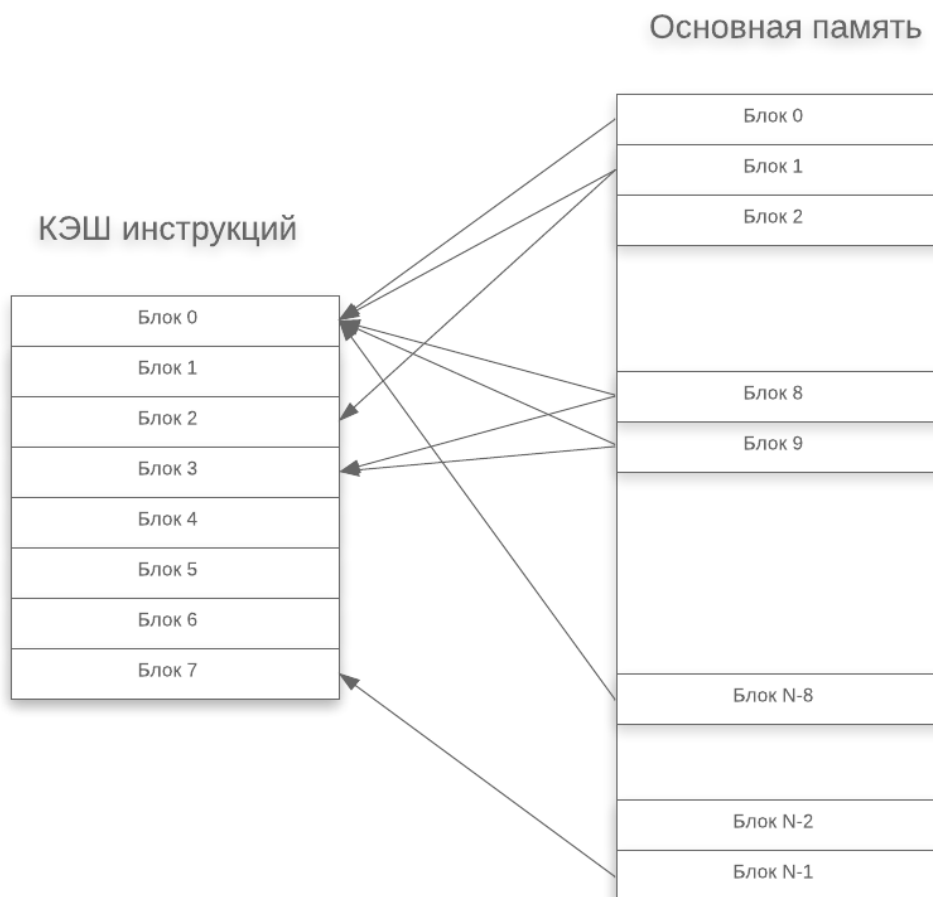 Основная память
Блок 0
Блок 1
Блок 2
Блок 8
Блок 9
Блок N-8
Блок N-2
Блок N-1
КЭШ инструкций
Блок 0
Блок 1
Блок 2
Блок 3
Блок 4
Блок 5
Блок 6
Блок 7